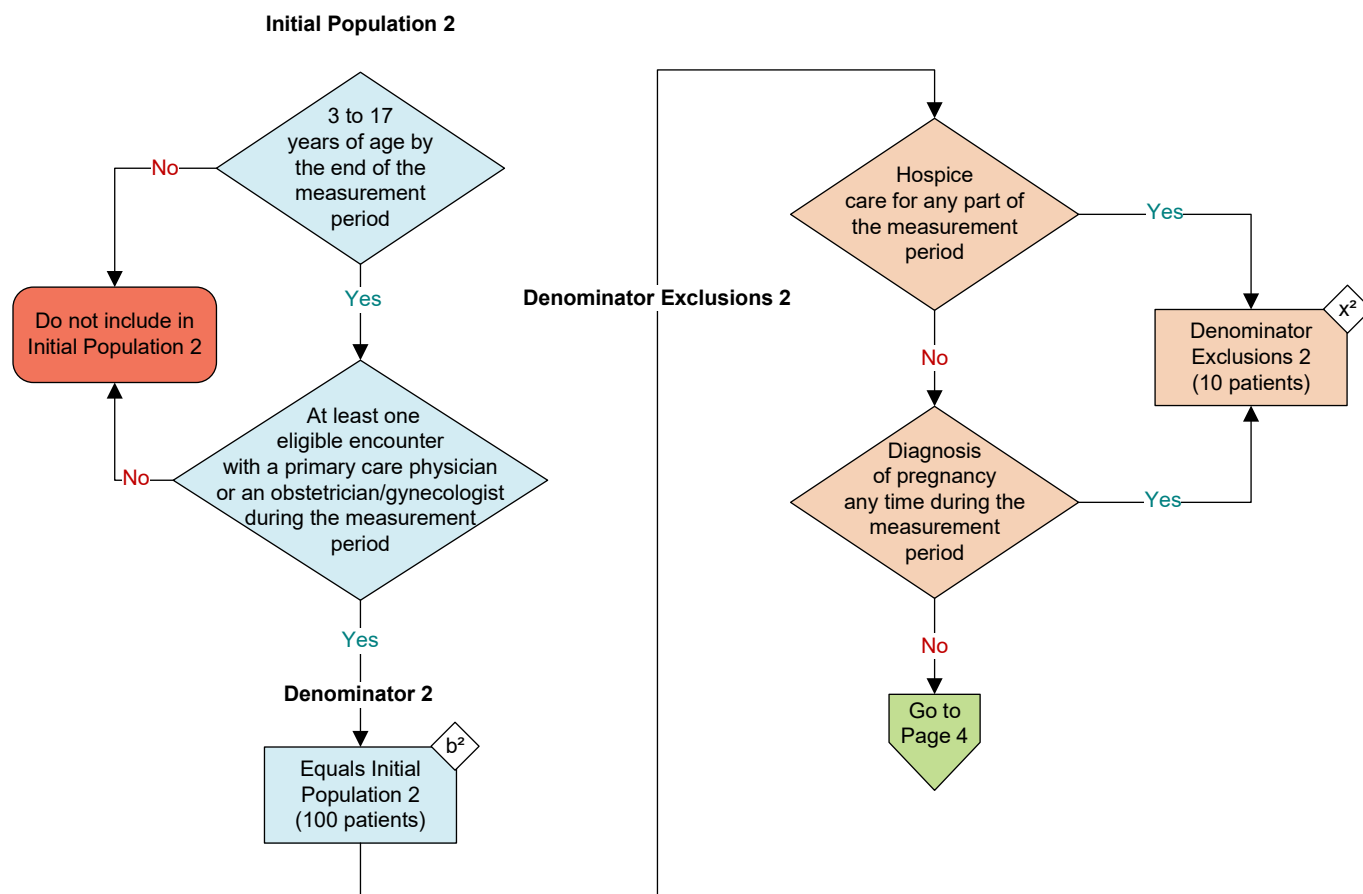 Initial Population 2
3 to 17
years of age by
the end of the
measurement
period
No
Yes
Do not include in
Initial Population 2
At least one
eligible encounter
with a primary care physician
or an obstetrician/gynecologist
during the measurement
period
No
Yes
Denominator 2
b²
Equals Initial
Population 2
(100 patients)
Denominator Exclusions 2
Hospice
care for any part of
the measurement
period
Yes
No
x²
Denominator
Exclusions 2
(10 patients)
Diagnosis
of pregnancy
any time during the
measurement
period
Yes
No
Go to
Page 4